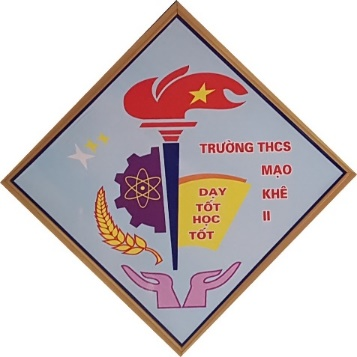 TRƯỜNG THCS
MẠO
KHÊ
II
DẠY
TỐT
HỌC
TỐT